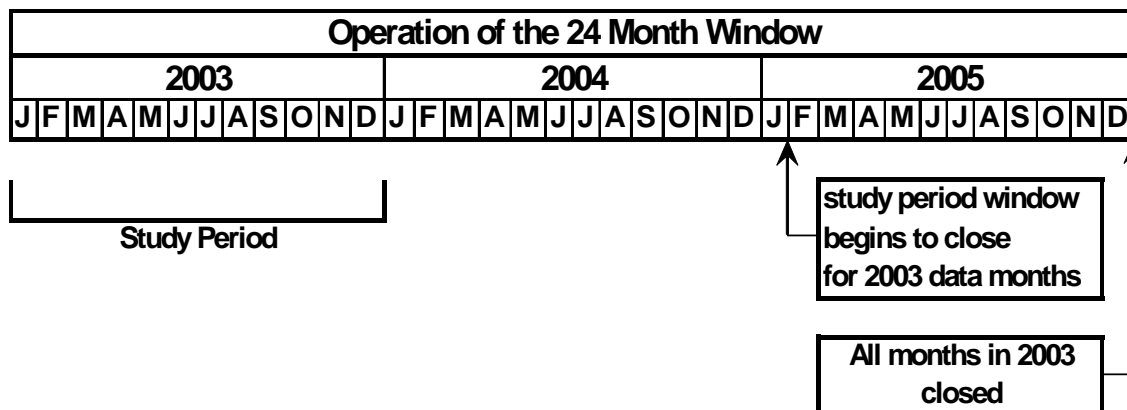 Operation of the 24 Month Window
2003 2004 2005
J F M A M J J A S O N D J F M A M J J A S O N D J F M A M J J A S O N D
Study Period
study period window
begins to close
for 2003 data months
All months in 2003
closed